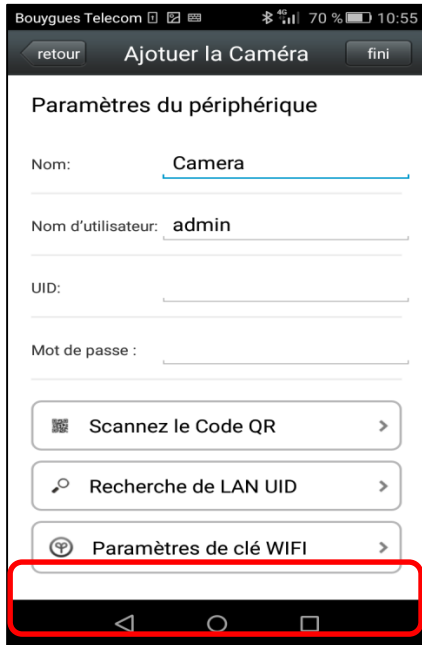 Bouygues Telecom 4G 70 % 10:55
retour Ajotuer la Caméra fini
Paramètres du périphérique
Nom: Camera
Nom d'utilisateur: admin
UID:
Mot de passe :
Scannez le Code QR
Recherche de LAN UID
Paramètres de clé WIFI